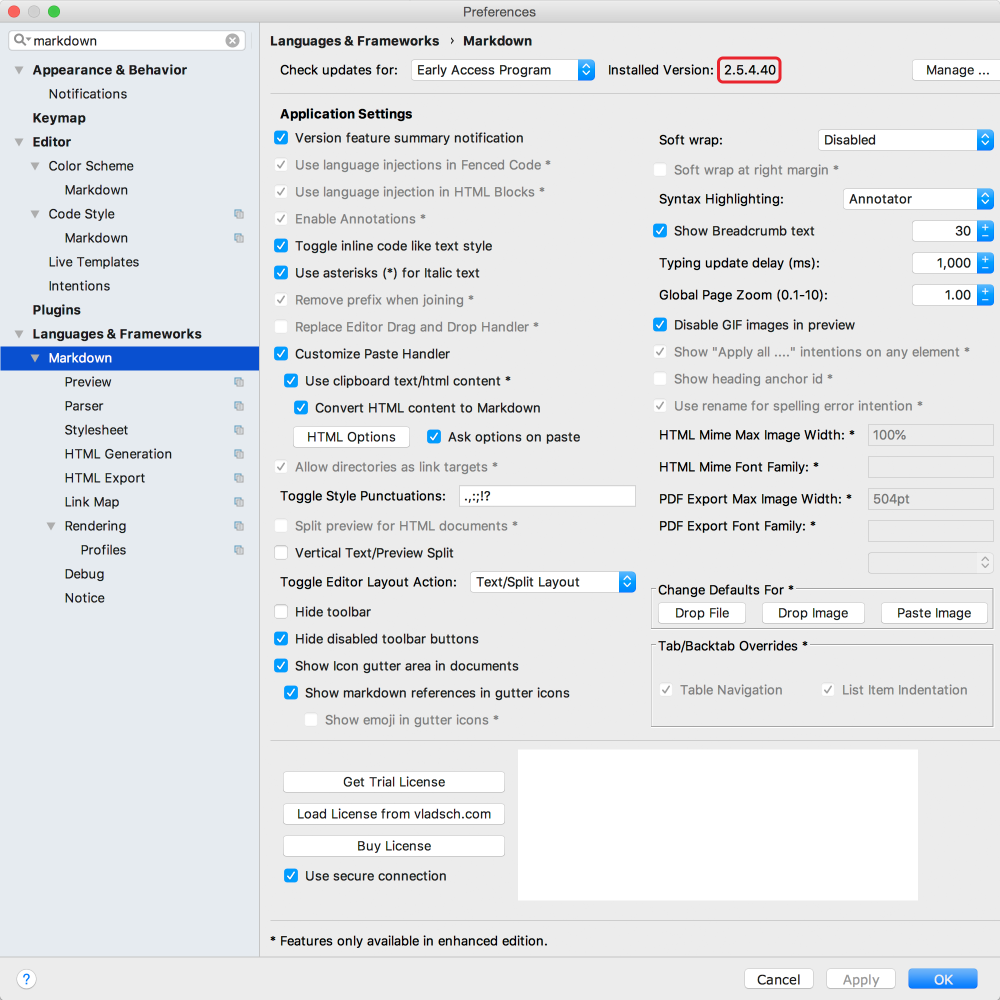 Preferences
markdown
Appearance & Behavior
Notifications
Keymap
Editor
Color Scheme
Markdown
Code Style
Markdown
Live Templates
Intentions
Plugins
Languages & Frameworks
Markdown
Preview
Parser
Stylesheet
HTML Generation
HTML Export
Link Map
Rendering
Profiles
Debug
Notice
Languages & Frameworks › Markdown
Check updates for: Early Access Program Installed Version: 2.5.4.40 Manage ...
Application Settings
Version feature summary notification
Use language injections in Fenced Code *
Use language injection in HTML Blocks *
Enable Annotations *
Toggle inline code like text style
Use asterisks (*) for Italic text
Remove prefix when joining *
Replace Editor Drag and Drop Handler *
Customize Paste Handler
Use clipboard text/html content *
Convert HTML content to Markdown
HTML Options Ask options on paste
Allow directories as link targets *
Toggle Style Punctuations: .,:;!?
Split preview for HTML documents *
Vertical Text/Preview Split
Toggle Editor Layout Action: Text/Split Layout
Hide toolbar
Hide disabled toolbar buttons
Show Icon gutter area in documents
Show markdown references in gutter icons
Show emoji in gutter icons *
Soft wrap: Disabled
Soft wrap at right margin *
Syntax Highlighting: Annotator
Show Breadcrumb text 30
Typing update delay (ms): 1,000
Global Page Zoom (0.1-10): 1.00
Disable GIF images in preview
Show "Apply all ...." intentions on any element *
Show heading anchor id *
Use rename for spelling error intention *
HTML Mime Max Image Width: * 100%
HTML Mime Font Family: *
PDF Export Max Image Width: * 504pt
PDF Export Font Family: *
Change Defaults For *
Drop File Drop Image Paste Image
Tab/Backtab Overrides *
Table Navigation List Item Indentation
Get Trial License
Load License from vladsch.com
Buy License
Use secure connection
* Features only available in enhanced edition.
? Cancel Apply OK